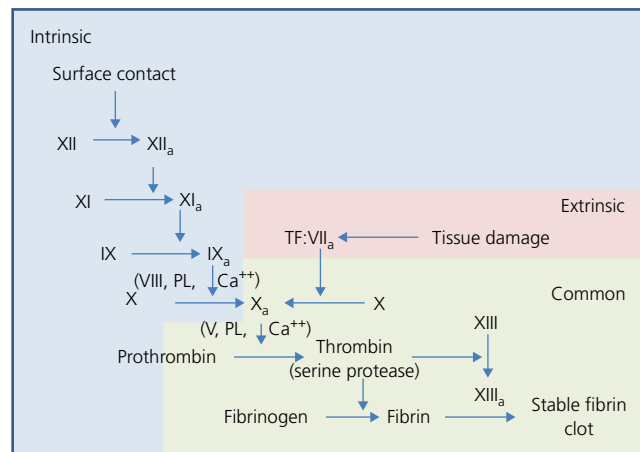 Intrinsic
Surface contact
XII XIIₐ
XI XIₐ
Extrinsic
TF:VIIₐ Tissue damage
IX IXₐ
(VIII, PL, Ca⁺⁺)
Common
X Xₐ X
(V, PL, Ca⁺⁺)
XIII
Prothrombin Thrombin
(serine protease)
XIIIₐ
Fibrinogen Fibrin Stable fibrin
clot